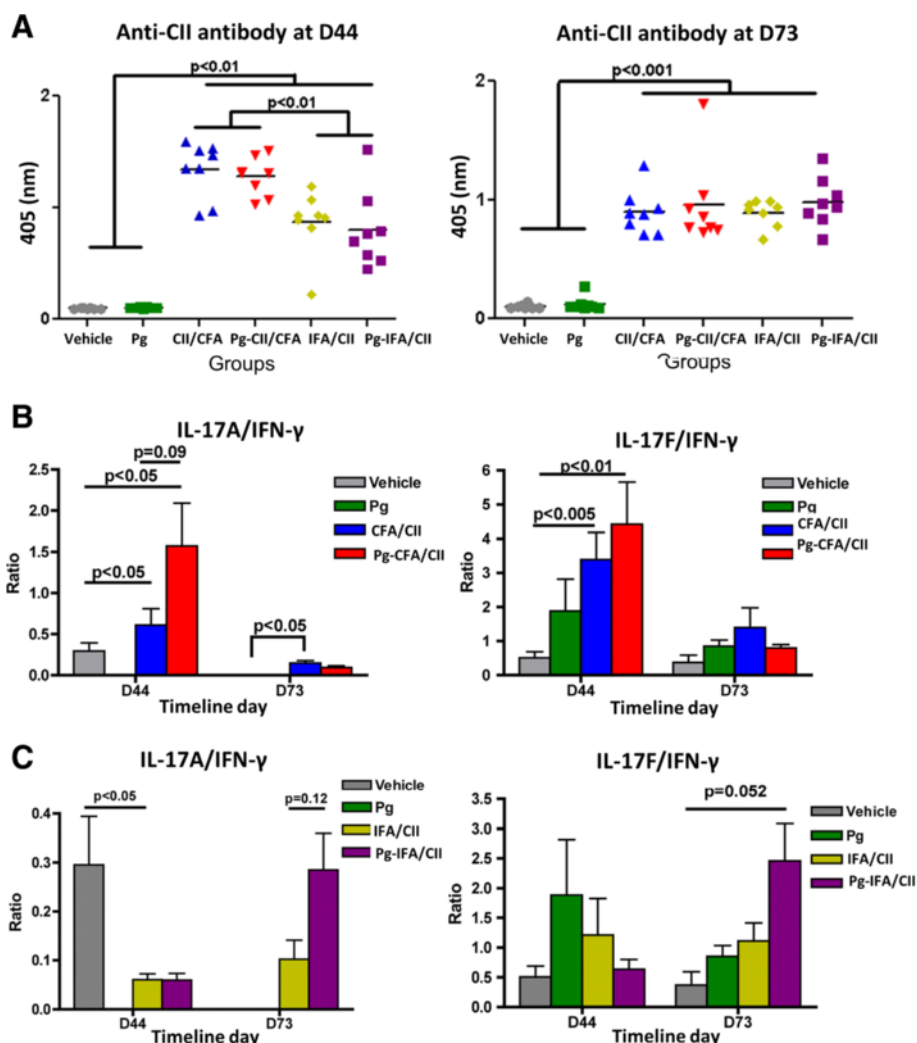 A
Anti-CII antibody at D44
p<0.01
p<0.01
405 (nm)
2
1
0
Vehicle Pg CII/CFA Pg-CII/CFA IFA/CII Pg-IFA/CII
Groups
Anti-CII antibody at D73
p<0.001
405 (nm)
2
1
0
Vehicle Pg CII/CFA Pg-CII/CFA IFA/CII Pg-IFA/CII
Groups
B
IL-17A/IFN-γ
p=0.09
p<0.05
p<0.05
p<0.05
Ratio
2.5
2.0
1.5
1.0
0.5
0.0
D44 D73
Timeline day
Vehicle
Pg
CFA/CII
Pg-CFA/CII
IL-17F/IFN-γ
p<0.01
p<0.005
Ratio
6
5
4
3
2
1
0
D44 D73
Timeline day
Vehicle
Pg
CFA/CII
Pg-CFA/CII
C
IL-17A/IFN-γ
p<0.05
p=0.12
Ratio
0.4
0.3
0.2
0.1
0.0
D44 D73
Timeline day
Vehicle
Pg
IFA/CII
Pg-IFA/CII
IL-17F/IFN-γ
p=0.052
Ratio
3.5
3.0
2.5
2.0
1.5
1.0
0.5
0.0
D44 D73
Timeline day
Vehicle
Pg
IFA/CII
Pg-IFA/CII